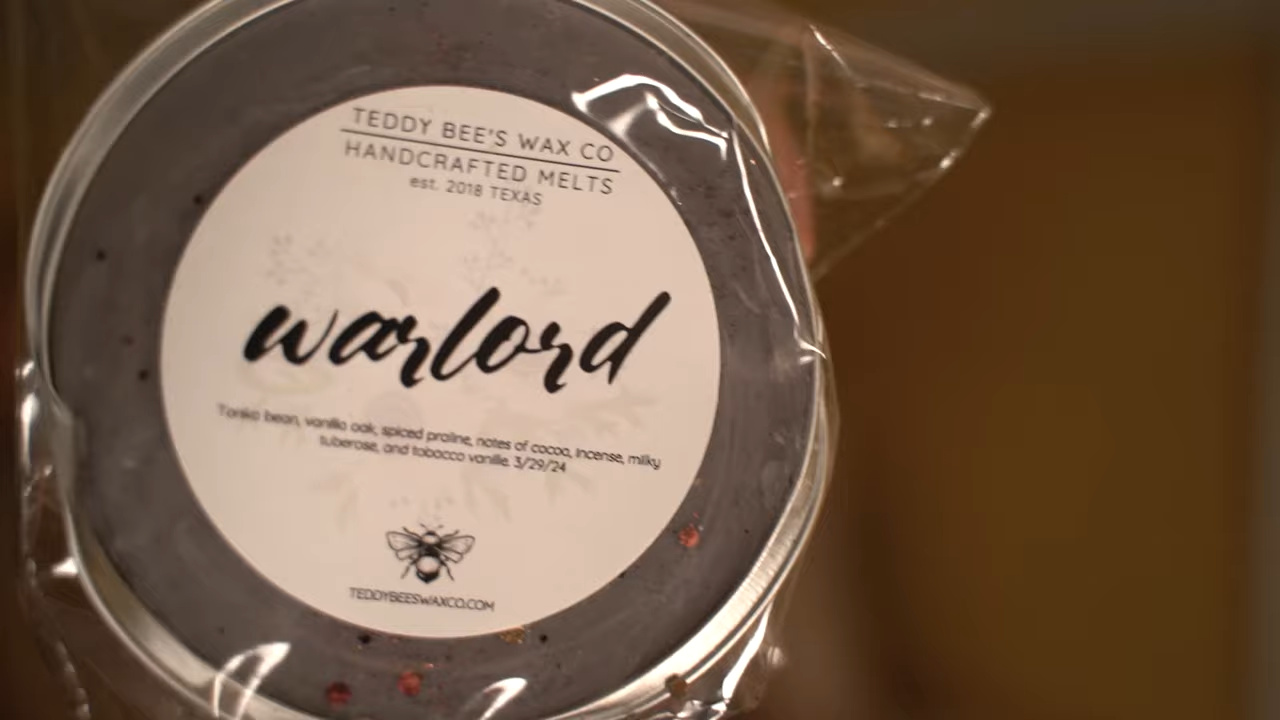 TEDDY BEE'S WAX CO
HANDCRAFTED MELTS
est. 2018 TEXAS
warlord
Tonka bean, vanilla oak, spiced praline, notes of cocoa, incense, milky
tuberose, and tobacco vanille. 3/29/24
TEDDYBEESWAXCO.COM